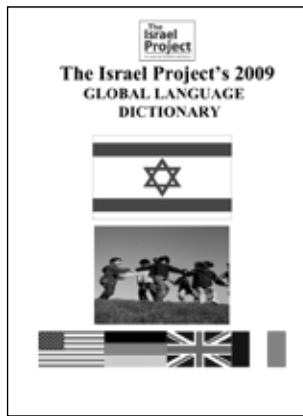 The
Israel
Project
The Israel Project's 2009
GLOBAL LANGUAGE
DICTIONARY